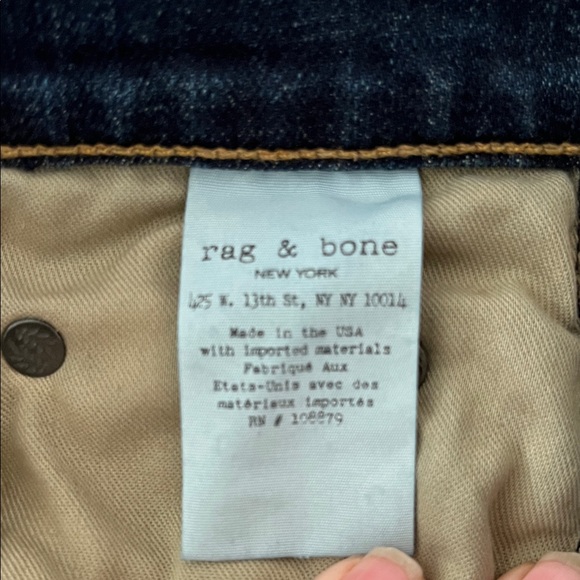 rag & bone
NEW YORK
425 W. 13th St, NY NY 10014
Made in the USA
with imported materials
Fabriqué Aux
Etats-Unis avec des
matériaux importés
RN # 108879